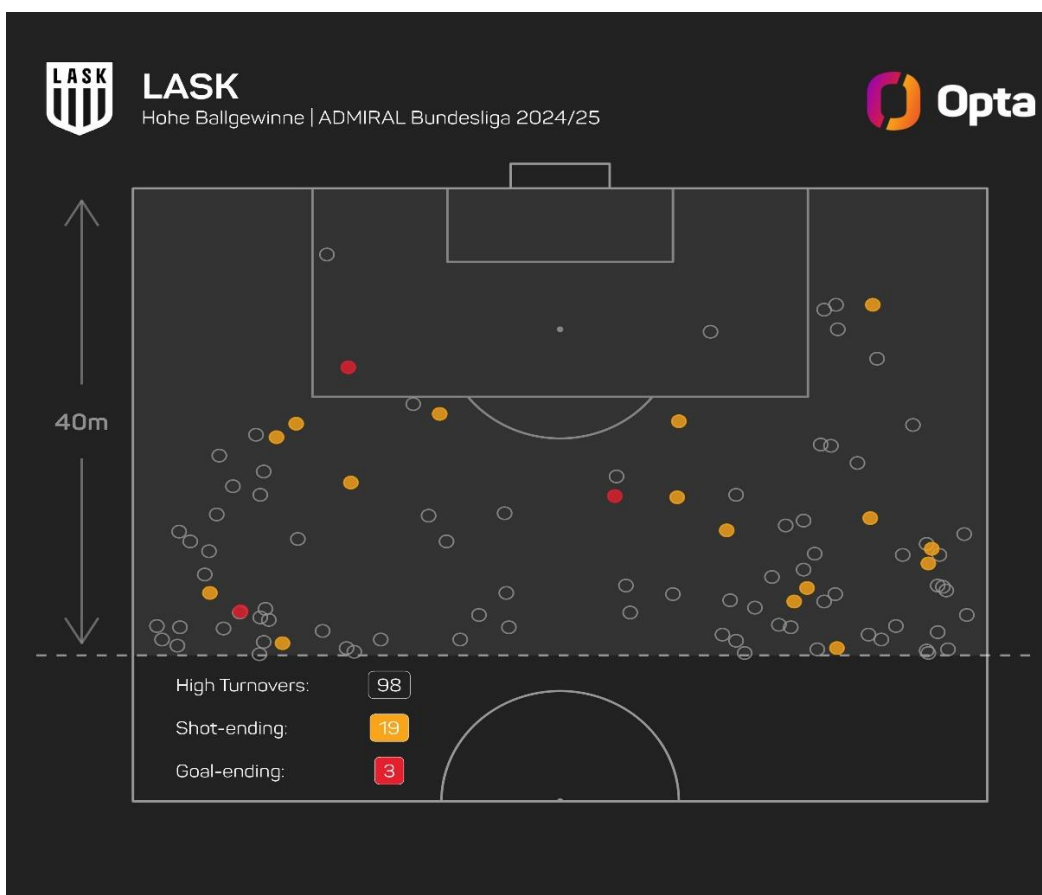 LASK
LASK
Hohe Ballgewinne | ADMIRAL Bundesliga 2024/25
Opta
40m
High Turnovers: 98
Shot-ending: 19
Goal-ending: 3